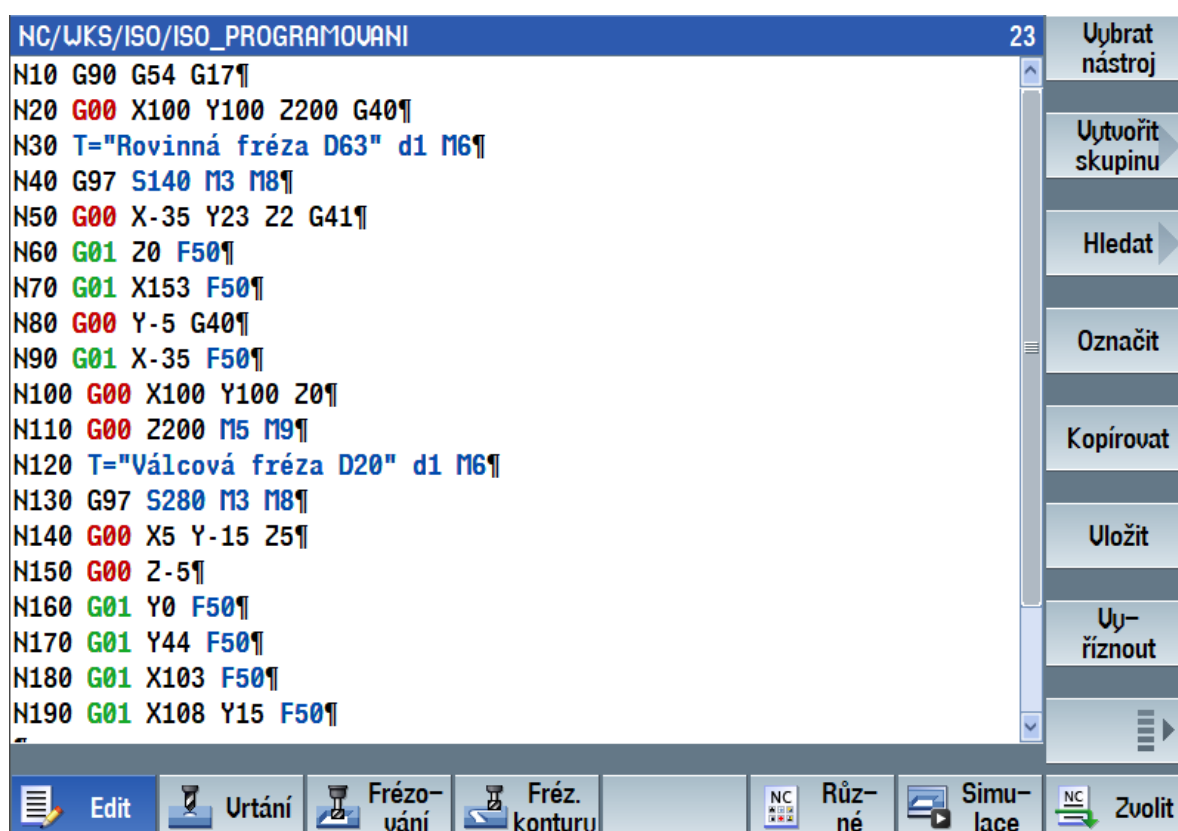 NC/WKS/ISO/ISO_PROGRAMOVANI 23
N10 G90 G54 G17¶
N20 G00 X100 Y100 Z200 G40¶
N30 T="Rovinná fréza D63" d1 M6¶
N40 G97 S140 M3 M8¶
N50 G00 X-35 Y23 Z2 G41¶
N60 G01 Z0 F50¶
N70 G01 X153 F50¶
N80 G00 Y-5 G40¶
N90 G01 X-35 F50¶
N100 G00 X100 Y100 Z0¶
N110 G00 Z200 M5 M9¶
N120 T="Válcová fréza D20" d1 M6¶
N130 G97 S280 M3 M8¶
N140 G00 X5 Y-15 Z5¶
N150 G00 Z-5¶
N160 G01 Y0 F50¶
N170 G01 Y44 F50¶
N180 G01 X103 F50¶
N190 G01 X108 Y15 F50¶
¶
Vybrat
nástroj
Vytvořit
skupinu
Hledat
Označit
Kopírovat
Vložit
Vy-
říznout
Edit
Vrtání
Frézo-
vání
Fréz.
konturu
NC
Růz-
né
Simu-
lace
NC
Zvolit